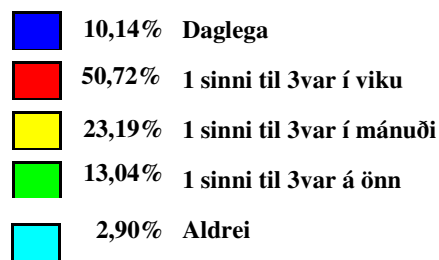 10,14% Daglega
50,72% 1 sinni til 3var í viku
23,19% 1 sinni til 3var í mánuði
13,04% 1 sinni til 3var á önn
2,90% Aldrei